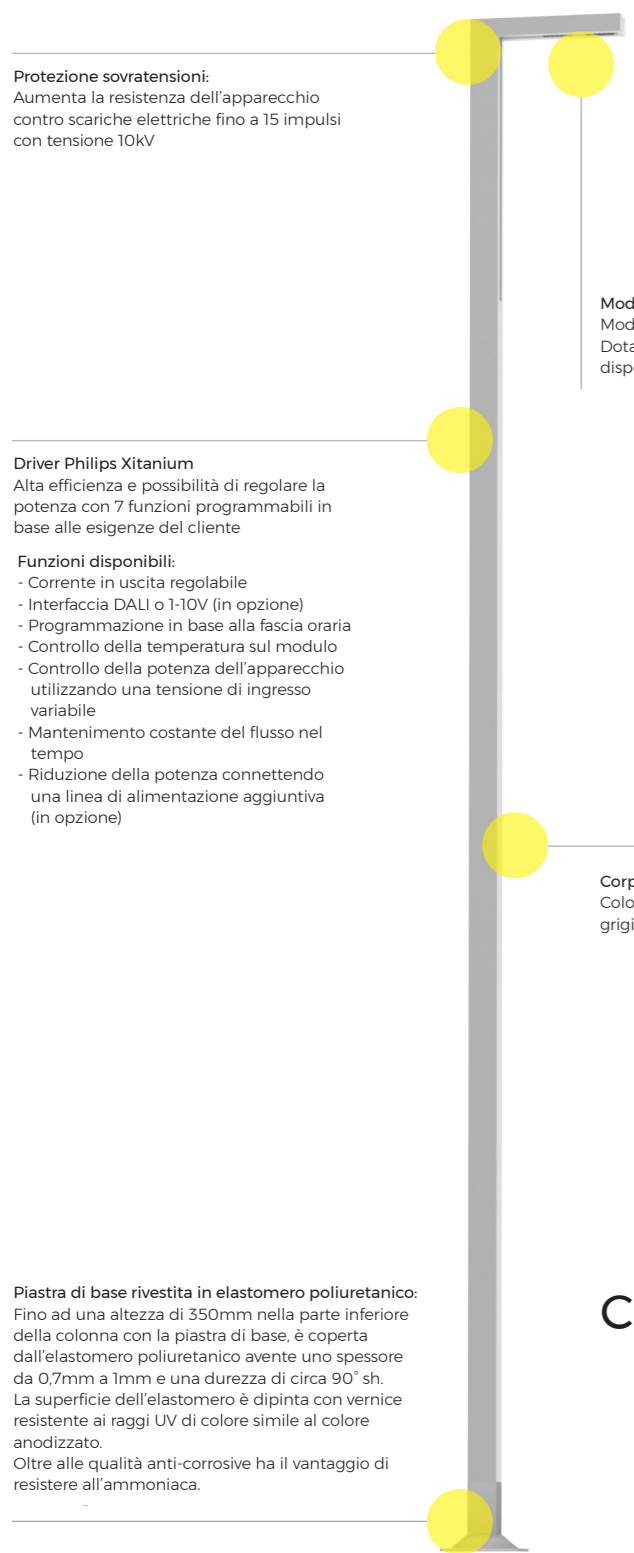 Protezione sovratensioni:
Aumenta la resistenza dell'apparecchio
contro scariche elettriche fino a 15 impulsi
con tensione 10kV
Driver Philips Xitanium
Alta efficienza e possibilità di regolare la
potenza con 7 funzioni programmabili in
base alle esigenze del cliente
Funzioni disponibili:
- Corrente in uscita regolabile
- Interfaccia DALI o 1-10V (in opzione)
- Programmazione in base alla fascia oraria
- Controllo della temperatura sul modulo
- Controllo della potenza dell'apparecchio
utilizzando una tensione di ingresso
variabile
- Mantenimento costante del flusso nel
tempo
- Riduzione della potenza connettendo
una linea di alimentazione aggiuntiva
(in opzione)
Piastra di base rivestita in elastomero poliuretanico:
Fino ad una altezza di 350mm nella parte inferiore
della colonna con la piastra di base, è coperta
dall'elastomero poliuretanico avente uno spessore
da 0,7mm a 1mm e una durezza di circa 90° sh.
La superficie dell'elastomero è dipinta con vernice
resistente ai raggi UV di colore simile al colore
anodizzato.
Oltre alle qualità anti-corrosive ha il vantaggio di
resistere all'ammoniaca.
Mod
Mod
Dota
disp
Corp
Colo
grigi
C